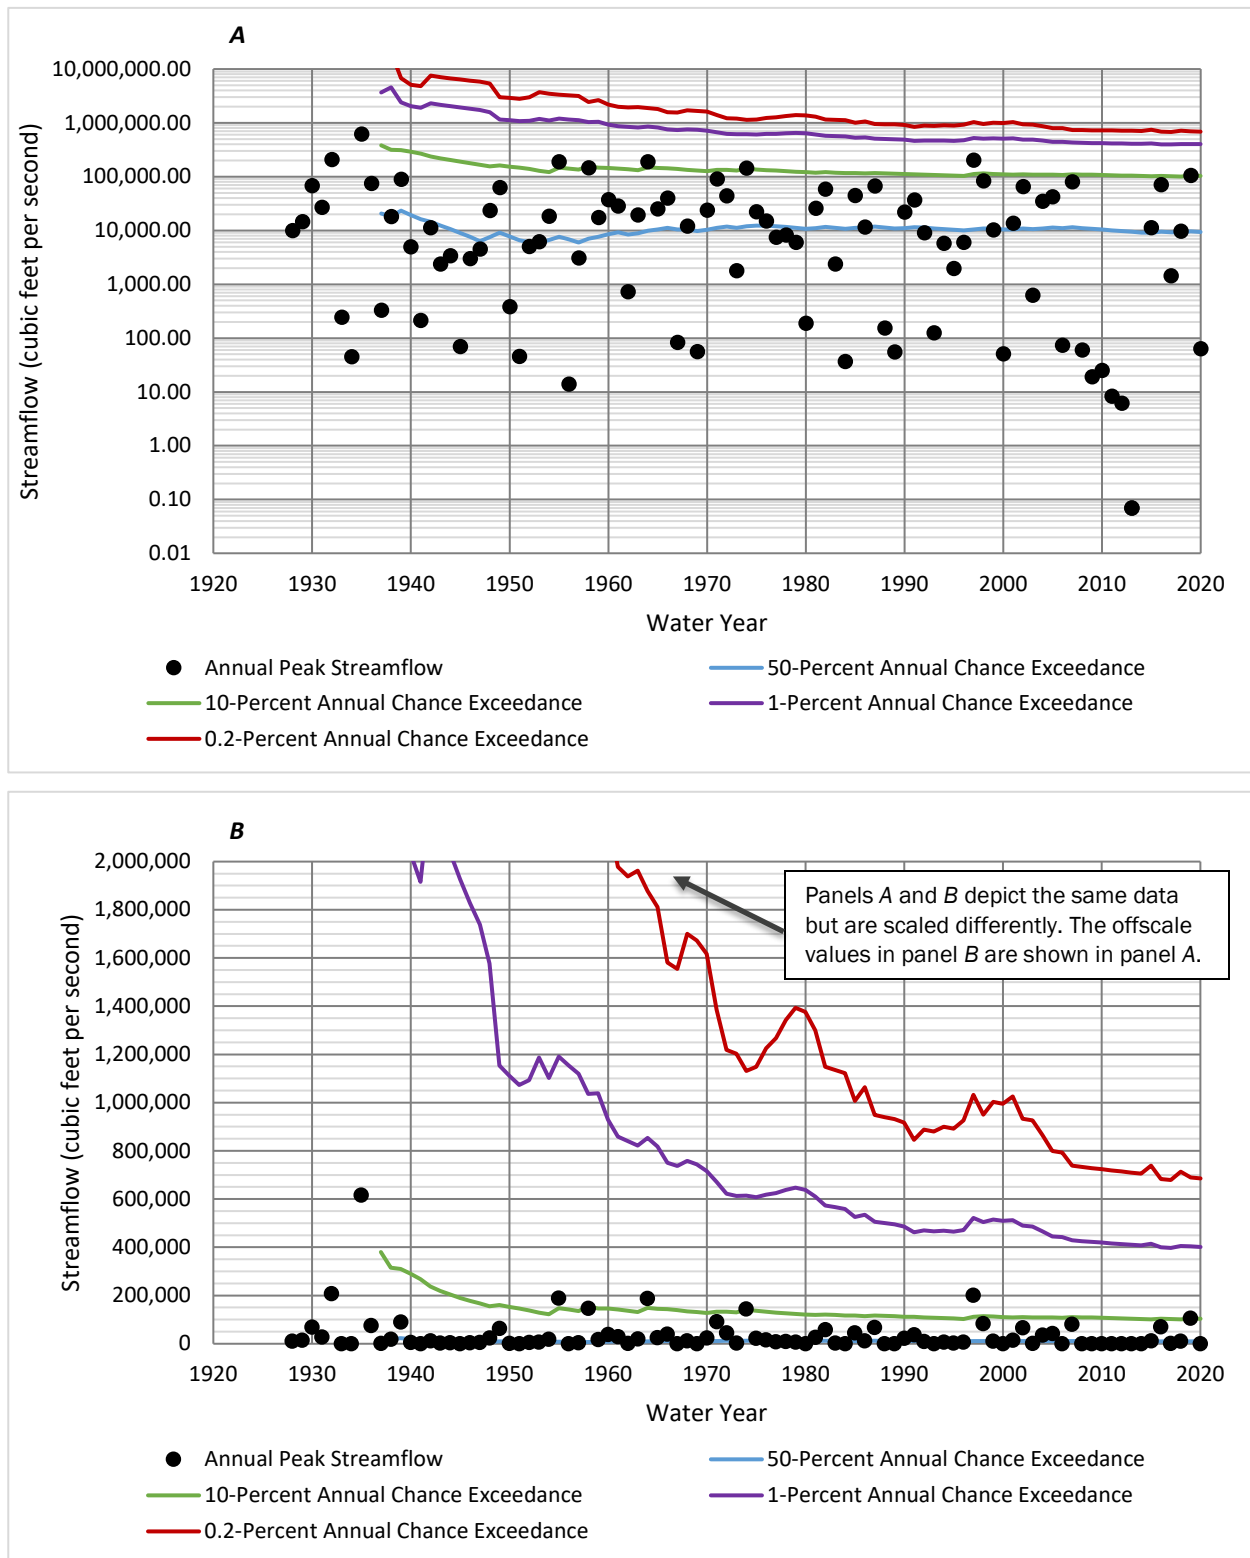 A
10,000,000.00
1,000,000.00
100,000.00
10,000.00
1,000.00
100.00
10.00
1.00
0.10
0.01
Streamflow (cubic feet per second)
1920 1930 1940 1950 1960 1970 1980 1990 2000 2010 2020
Water Year
Annual Peak Streamflow
50-Percent Annual Chance Exceedance
10-Percent Annual Chance Exceedance
1-Percent Annual Chance Exceedance
0.2-Percent Annual Chance Exceedance
B
2,000,000
1,800,000
1,600,000
1,400,000
1,200,000
1,000,000
800,000
600,000
400,000
200,000
0
Streamflow (cubic feet per second)
Panels A and B depict the same data
but are scaled differently. The offscale
values in panel B are shown in panel A.
1920 1930 1940 1950 1960 1970 1980 1990 2000 2010 2020
Water Year
Annual Peak Streamflow
50-Percent Annual Chance Exceedance
10-Percent Annual Chance Exceedance
1-Percent Annual Chance Exceedance
0.2-Percent Annual Chance Exceedance